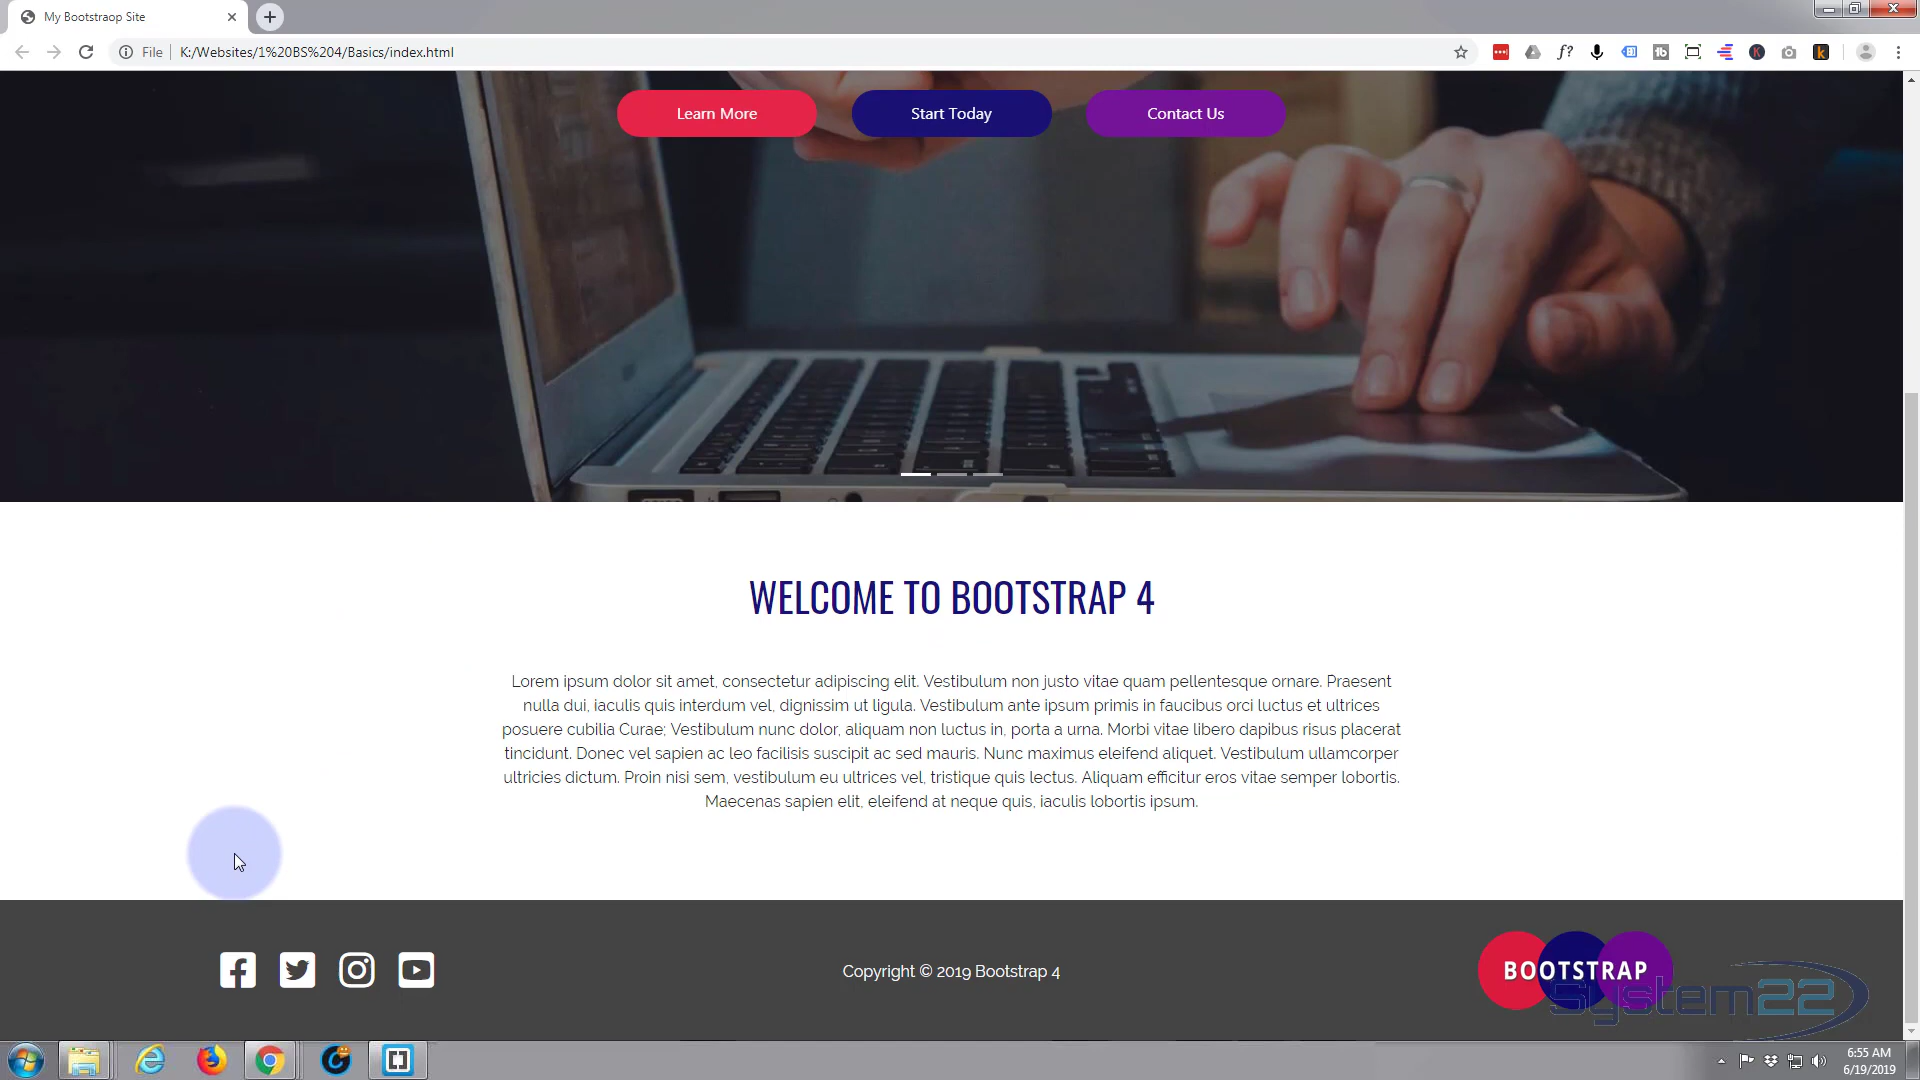 My Bootstraop Site
File K:/Websites/1%20BS%204/Basics/index.html
Learn More
Start Today
Contact Us
WELCOME TO BOOTSTRAP 4
Lorem ipsum dolor sit amet, consectetur adipiscing elit. Vestibulum non justo vitae quam pellentesque ornare. Praesent
nulla dui, iaculis quis interdum vel, dignissim ut ligula. Vestibulum ante ipsum primis in faucibus orci luctus et ultrices
posuere cubilia Curae; Vestibulum nunc dolor, aliquam non luctus in, porta a urna. Morbi vitae libero dapibus risus placerat
tincidunt. Donec vel sapien ac leo facilisis suscipit ac sed mauris. Nunc maximus eleifend aliquet. Vestibulum ullamcorper
ultricies dictum. Proin nisi sem, vestibulum eu ultrices vel, tristique quis lectus. Aliquam efficitur eros vitae semper lobortis.
Maecenas sapien elit, eleifend at neque quis, iaculis lobortis ipsum.
Copyright © 2019 Bootstrap 4
BOOTSTRAP
system22
6:55 AM
6/19/2019